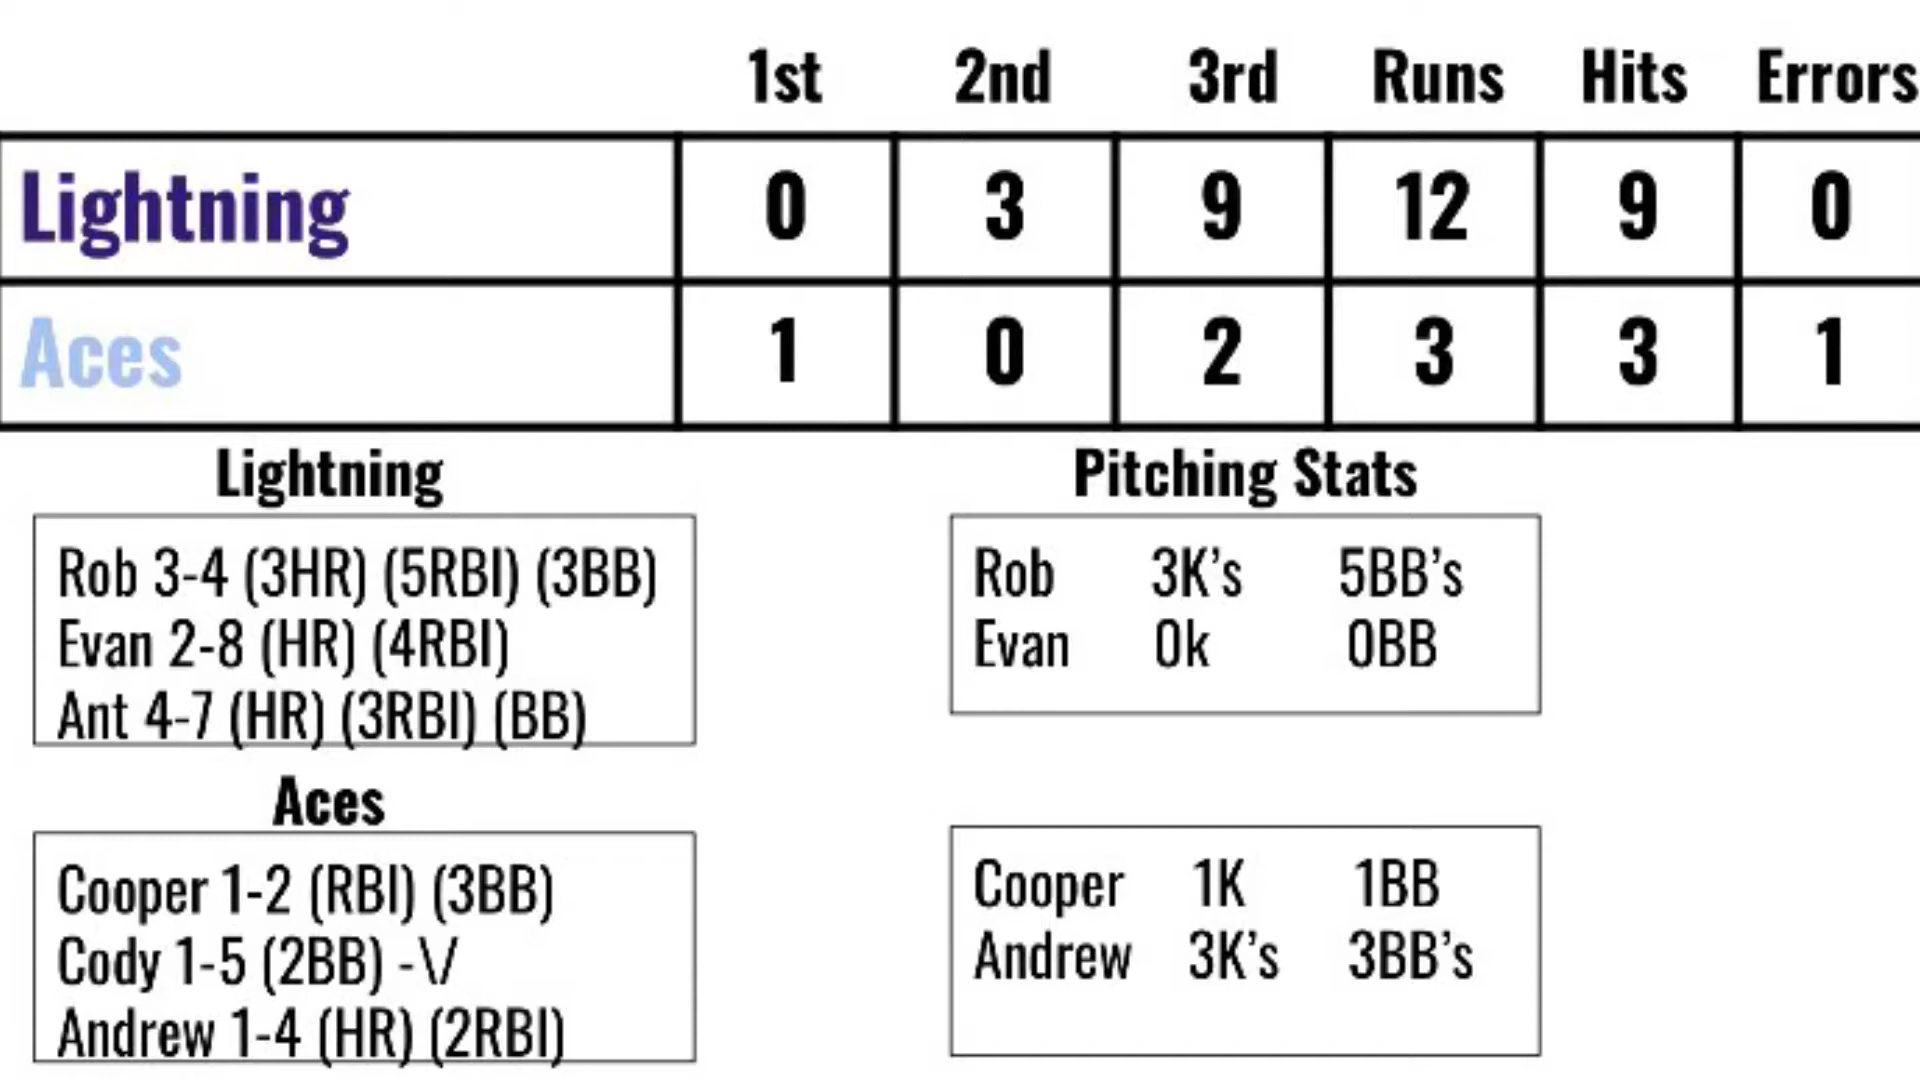 1st 2nd 3rd Runs Hits Errors
Lightning 0 3 9 12 9 0
Aces 1 0 2 3 3 1
Lightning
Rob 3-4 (3HR) (5RBI) (3BB)
Evan 2-8 (HR) (4RBI)
Ant 4-7 (HR) (3RBI) (BB)
Aces
Cooper 1-2 (RBI) (3BB)
Cody 1-5 (2BB) -\/
Andrew 1-4 (HR) (2RBI)
Pitching Stats
Rob 3K’s 5BB’s
Evan 0k 0BB
Cooper 1K 1BB
Andrew 3K’s 3BB’s